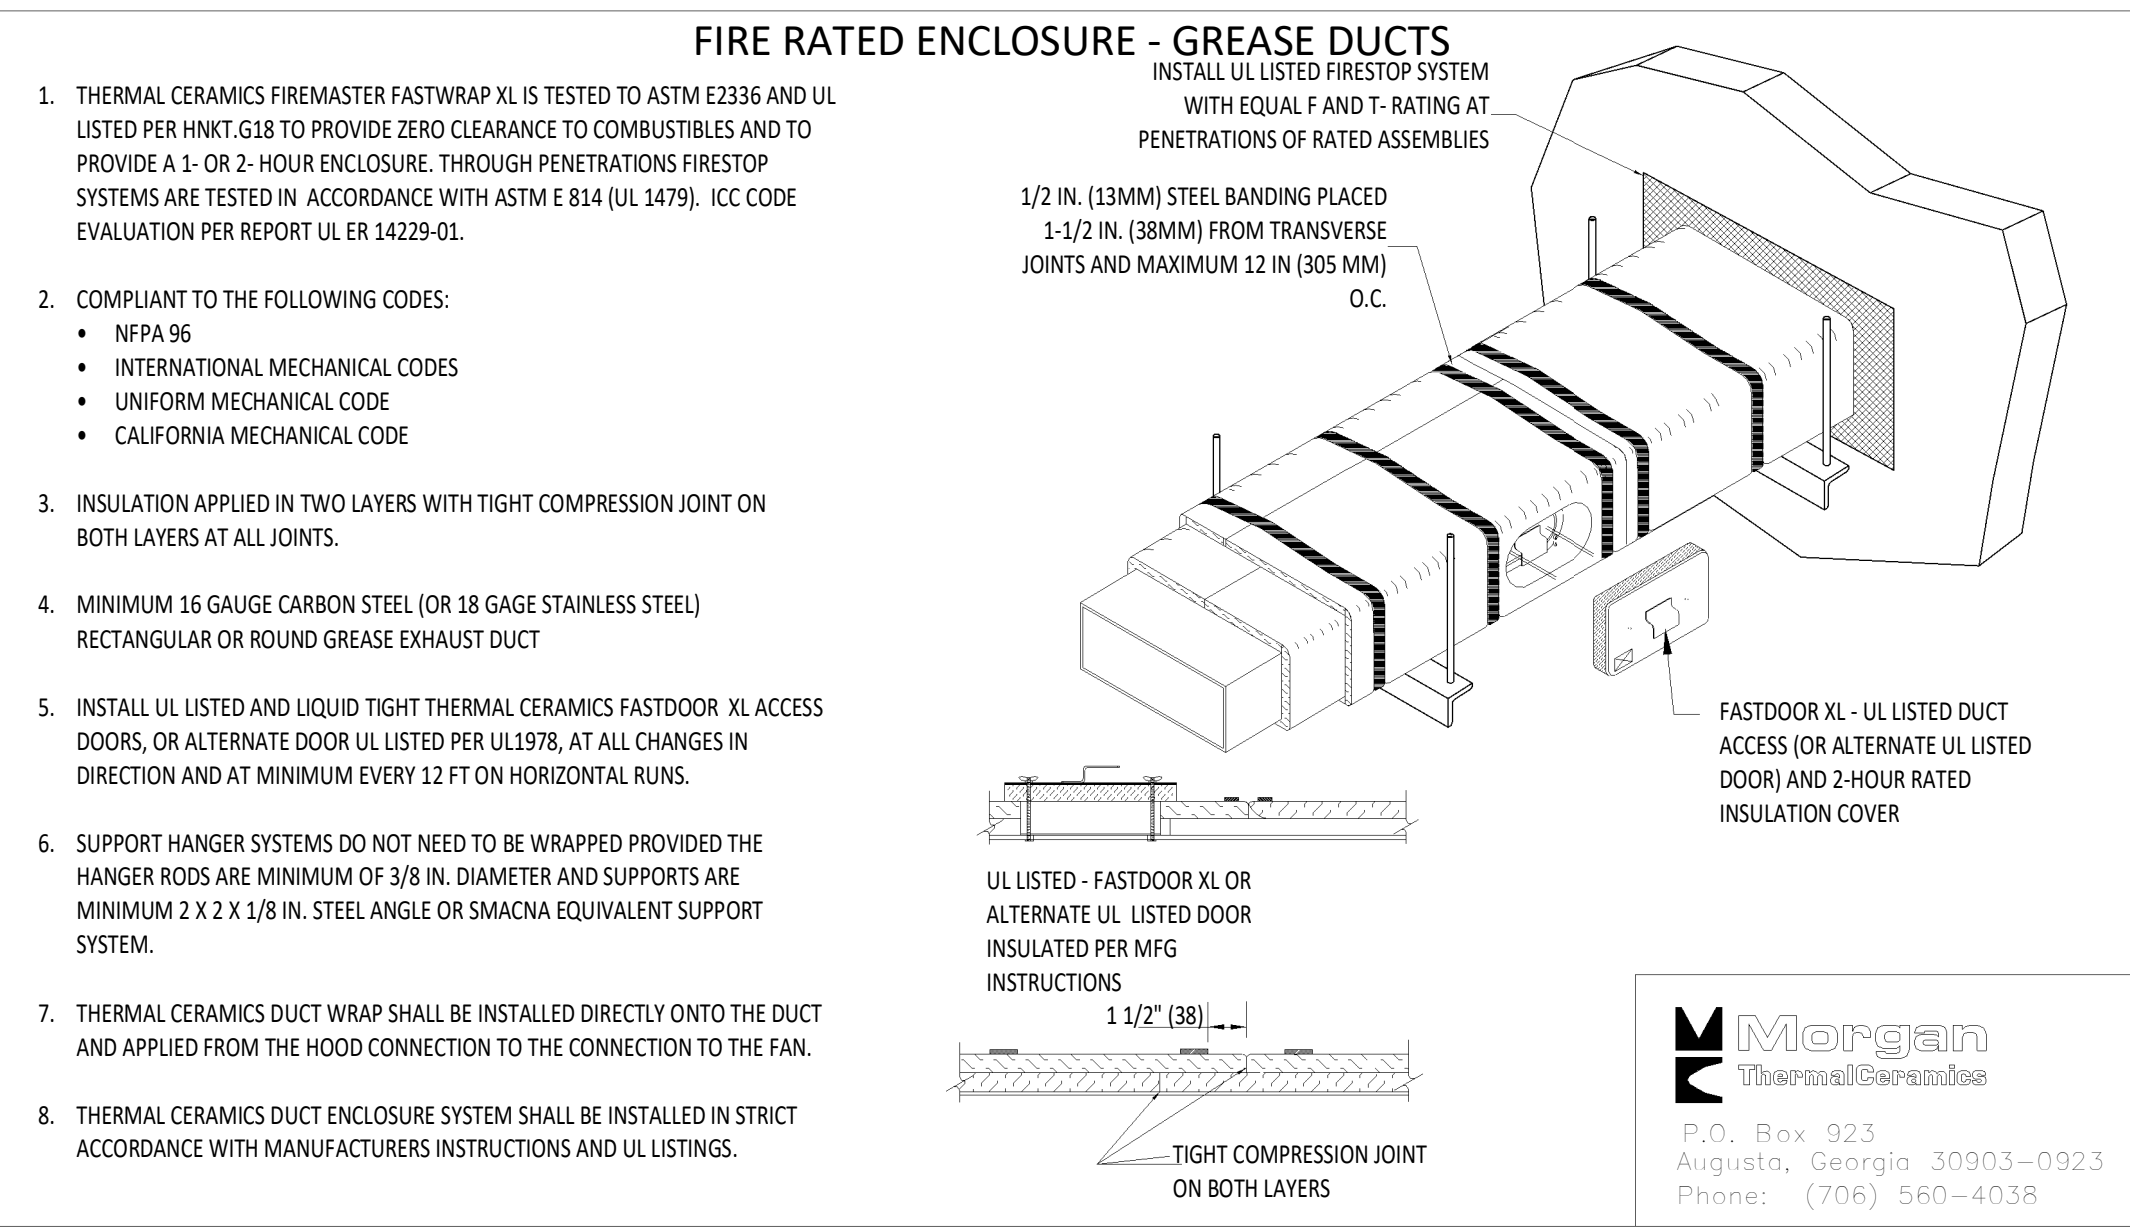 FIRE RATED ENCLOSURE - GREASE DUCTS
1. THERMAL CERAMICS FIREMASTER FASTWRAP XL IS TESTED TO ASTM E2336 AND UL
LISTED PER HNKT.G18 TO PROVIDE ZERO CLEARANCE TO COMBUSTIBLES AND TO
PROVIDE A 1- OR 2- HOUR ENCLOSURE. THROUGH PENETRATIONS FIRESTOP
SYSTEMS ARE TESTED IN ACCORDANCE WITH ASTM E 814 (UL 1479). ICC CODE
EVALUATION PER REPORT UL ER 14229-01.
2. COMPLIANT TO THE FOLLOWING CODES:
• NFPA 96
• INTERNATIONAL MECHANICAL CODES
• UNIFORM MECHANICAL CODE
• CALIFORNIA MECHANICAL CODE
3. INSULATION APPLIED IN TWO LAYERS WITH TIGHT COMPRESSION JOINT ON
BOTH LAYERS AT ALL JOINTS.
4. MINIMUM 16 GAUGE CARBON STEEL (OR 18 GAGE STAINLESS STEEL)
RECTANGULAR OR ROUND GREASE EXHAUST DUCT
5. INSTALL UL LISTED AND LIQUID TIGHT THERMAL CERAMICS FASTDOOR XL ACCESS
DOORS, OR ALTERNATE DOOR UL LISTED PER UL1978, AT ALL CHANGES IN
DIRECTION AND AT MINIMUM EVERY 12 FT ON HORIZONTAL RUNS.
6. SUPPORT HANGER SYSTEMS DO NOT NEED TO BE WRAPPED PROVIDED THE
HANGER RODS ARE MINIMUM OF 3/8 IN. DIAMETER AND SUPPORTS ARE
MINIMUM 2 X 2 X 1/8 IN. STEEL ANGLE OR SMACNA EQUIVALENT SUPPORT
SYSTEM.
7. THERMAL CERAMICS DUCT WRAP SHALL BE INSTALLED DIRECTLY ONTO THE DUCT
AND APPLIED FROM THE HOOD CONNECTION TO THE CONNECTION TO THE FAN.
8. THERMAL CERAMICS DUCT ENCLOSURE SYSTEM SHALL BE INSTALLED IN STRICT
ACCORDANCE WITH MANUFACTURERS INSTRUCTIONS AND UL LISTINGS.
INSTALL UL LISTED FIRESTOP SYSTEM
WITH EQUAL F AND T- RATING AT
PENETRATIONS OF RATED ASSEMBLIES
1/2 IN. (13MM) STEEL BANDING PLACED
1-1/2 IN. (38MM) FROM TRANSVERSE
JOINTS AND MAXIMUM 12 IN (305 MM)
O.C.
FASTDOOR XL - UL LISTED DUCT
ACCESS (OR ALTERNATE UL LISTED
DOOR) AND 2-HOUR RATED
INSULATION COVER
UL LISTED - FASTDOOR XL OR
ALTERNATE UL LISTED DOOR
INSULATED PER MFG
INSTRUCTIONS
1 1/2" (38)
TIGHT COMPRESSION JOINT
ON BOTH LAYERS
Morgan
ThermalCeramics
P.O. Box 923
Augusta, Georgia 30903-0923
Phone: (706) 560-4038